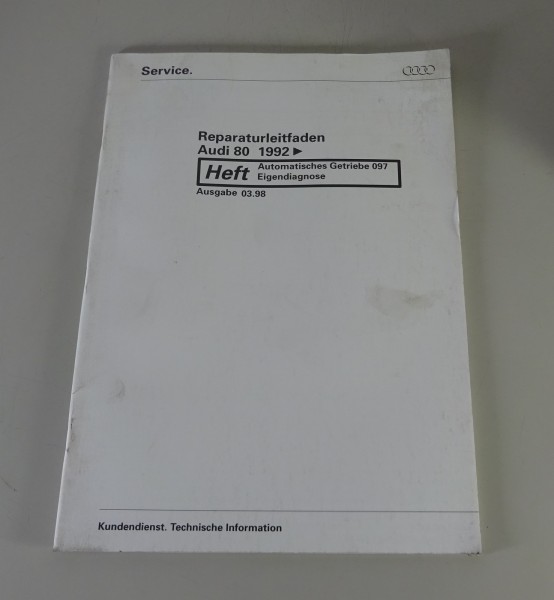 Service.
Reparaturleitfaden
Audi 80 1992 ►
Heft
Automatisches Getriebe 097
Eigendiagnose
Ausgabe 03.98
Kundendienst. Technische Information